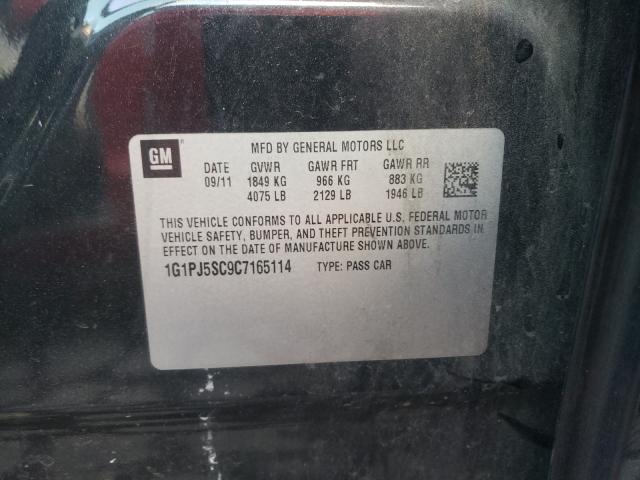 GM
MFD BY GENERAL MOTORS LLC
DATE GVWR GAWR FRT GAWR RR
09/11 1849 KG 966 KG 883 KG
4075 LB 2129 LB 1946 LB
THIS VEHICLE CONFORMS TO ALL APPLICABLE U.S. FEDERAL MOTOR
VEHICLE SAFETY, BUMPER, AND THEFT PREVENTION STANDARDS IN
EFFECT ON THE DATE OF MANUFACTURE SHOWN ABOVE.
1G1PJ5SC9C7165114 TYPE: PASS CAR